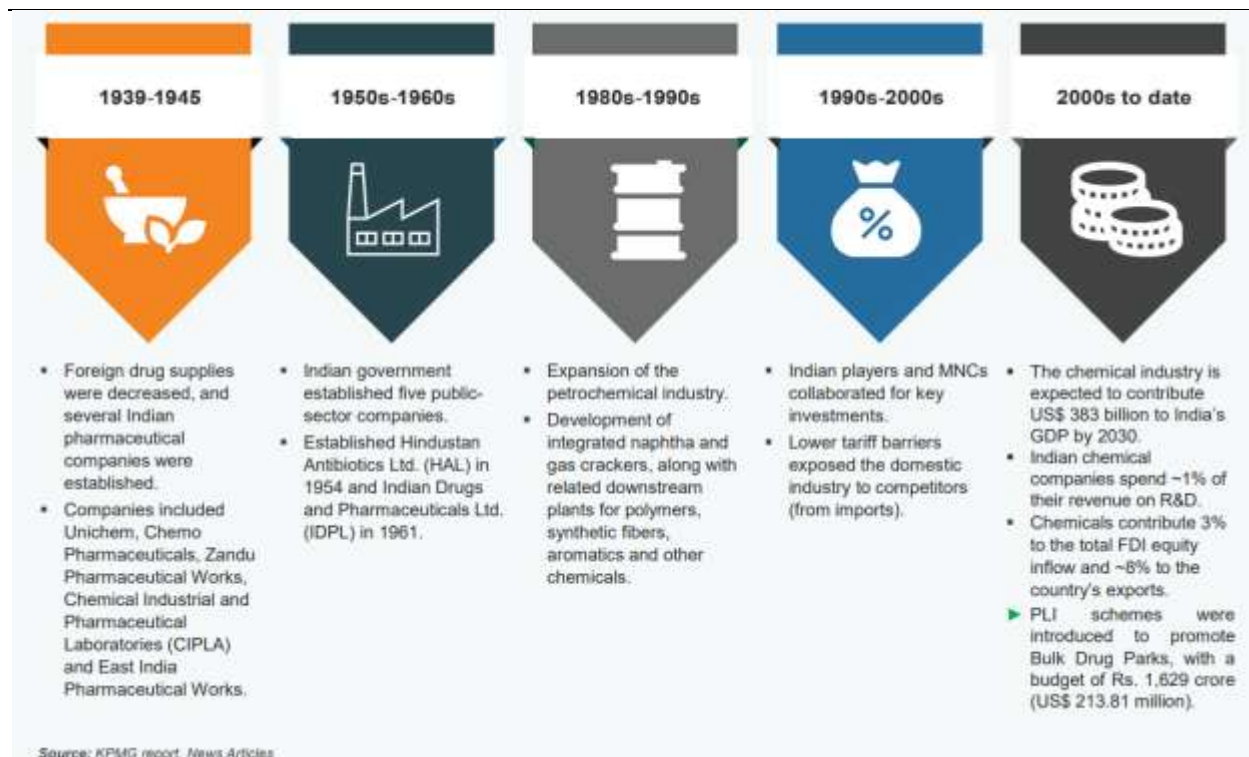 1939-1945
1950s-1960s
1980s-1990s
1990s-2000s
2000s to date
%
▪ Foreign drug supplies
were decreased, and
several Indian
pharmaceutical
companies were
established.
▪ Companies included
Unichem, Chemo
Pharmaceuticals, Zandu
Pharmaceutical Works,
Chemical Industrial and
Pharmaceutical
Laboratories (CIPLA)
and East India
Pharmaceutical Works.
▪ Indian government
established five public-
sector companies.
▪ Established Hindustan
Antibiotics Ltd. (HAL) in
1954 and Indian Drugs
and Pharmaceuticals Ltd.
(IDPL) in 1961.
▪ Expansion of the
petrochemical industry.
▪ Development of
integrated naphtha and
gas crackers, along with
related downstream
plants for polymers,
synthetic fibers,
aromatics and other
chemicals.
▪ Indian players and MNCs
collaborated for key
investments.
▪ Lower tariff barriers
exposed the domestic
industry to competitors
(from imports).
▪ The chemical industry is
expected to contribute
US$ 383 billion to India's
GDP by 2030.
▪ Indian chemical
companies spend ~1% of
their revenue on R&D.
▪ Chemicals contribute 3%
to the total FDI equity
inflow and ~8% to the
country's exports.
► PLI schemes were
introduced to promote
Bulk Drug Parks, with a
budget of Rs. 1,629 crore
(US$ 213.81 million).
Source: KPMG report, News Articles